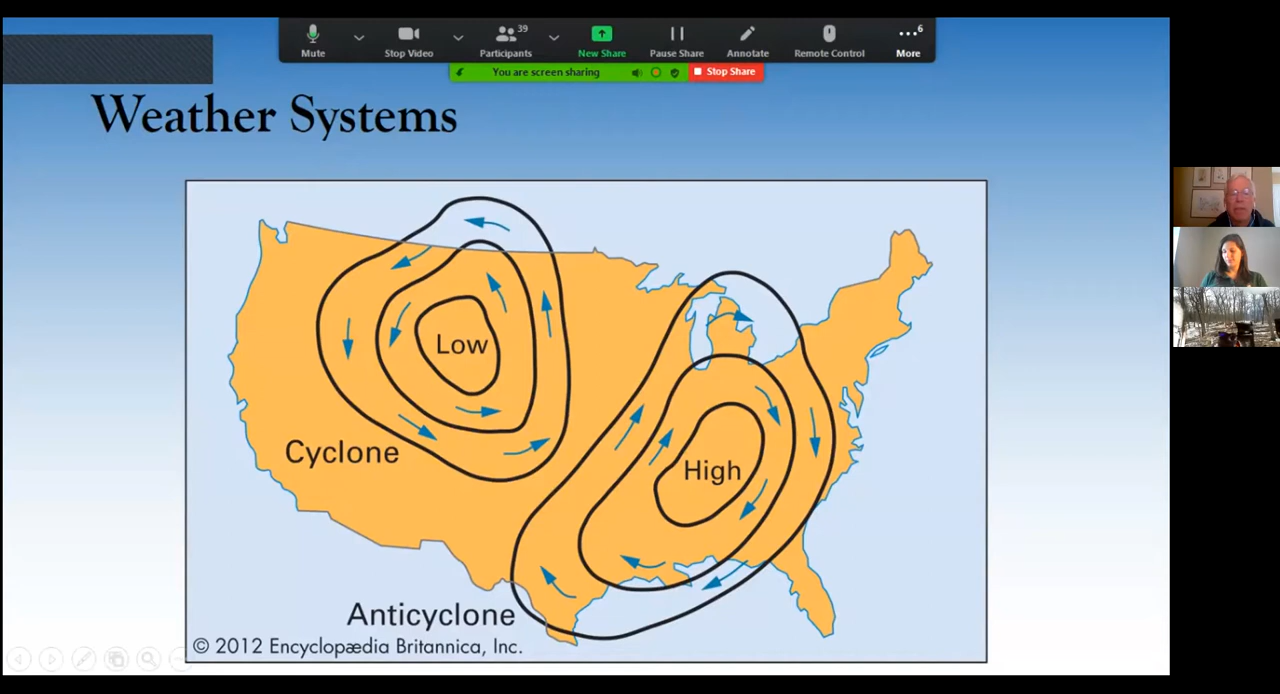 39
6
Mute
Stop Video
Participants
New Share
Pause Share
Annotate
Remote Control
More
You are screen sharing
Stop Share
Weather Systems
Low
High
Cyclone
Anticyclone
© 2012 Encyclopædia Britannica, Inc.